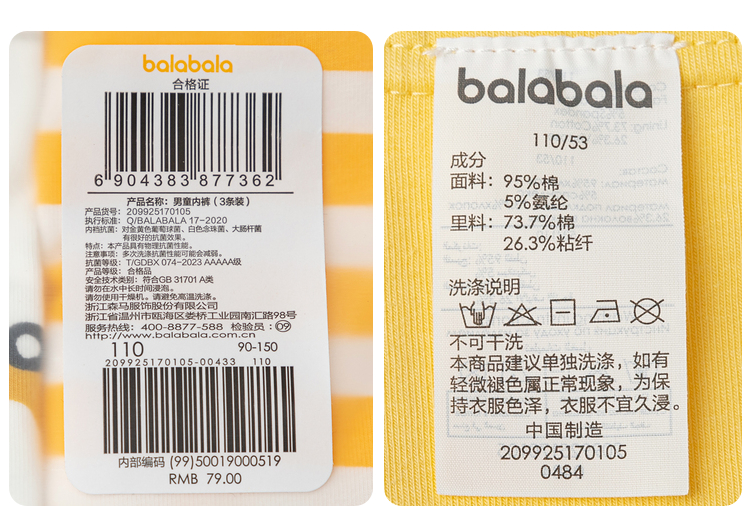 balabala
合格证
6 904383 877362
产品名称: 男童内裤 (3条装)
产品货号: 209925170105
执行标准: Q/BALABALA 17-2020
内档抗菌: 对金黄色葡萄球菌、白色念珠菌、大肠杆菌
有很好的抗菌效果。
特点: 本产品具有物理抗菌性能。
注意事项: 多次洗涤抗菌性能可能会减弱。
抗菌等级: T/GDBX 074-2023 AAAAA级
产品等级: 合格品
安全技术类别: 符合GB 31701 A类
请勿在水中长时间浸泡。
请勿使用干燥机。请避免高温洗涤。
浙江森马服饰股份有限公司
浙江省温州市瓯海区娄桥工业园南汇路98号
服务热线: 400-8877-588 检验员: 09
http://www.balabala.com.cn
110 90-150
209925170105-00433 110
内部编码 (99)50019000519
RMB 79.00
balabala
110/53
成分
面料: 95%棉
5%氨纶
里料: 73.7%棉
26.3%粘纤
洗涤说明
不可干洗
本商品建议单独洗涤, 如有
轻微褪色属正常现象, 为保
持衣服色泽, 衣服不宜久浸。
中国制造
209925170105
0484